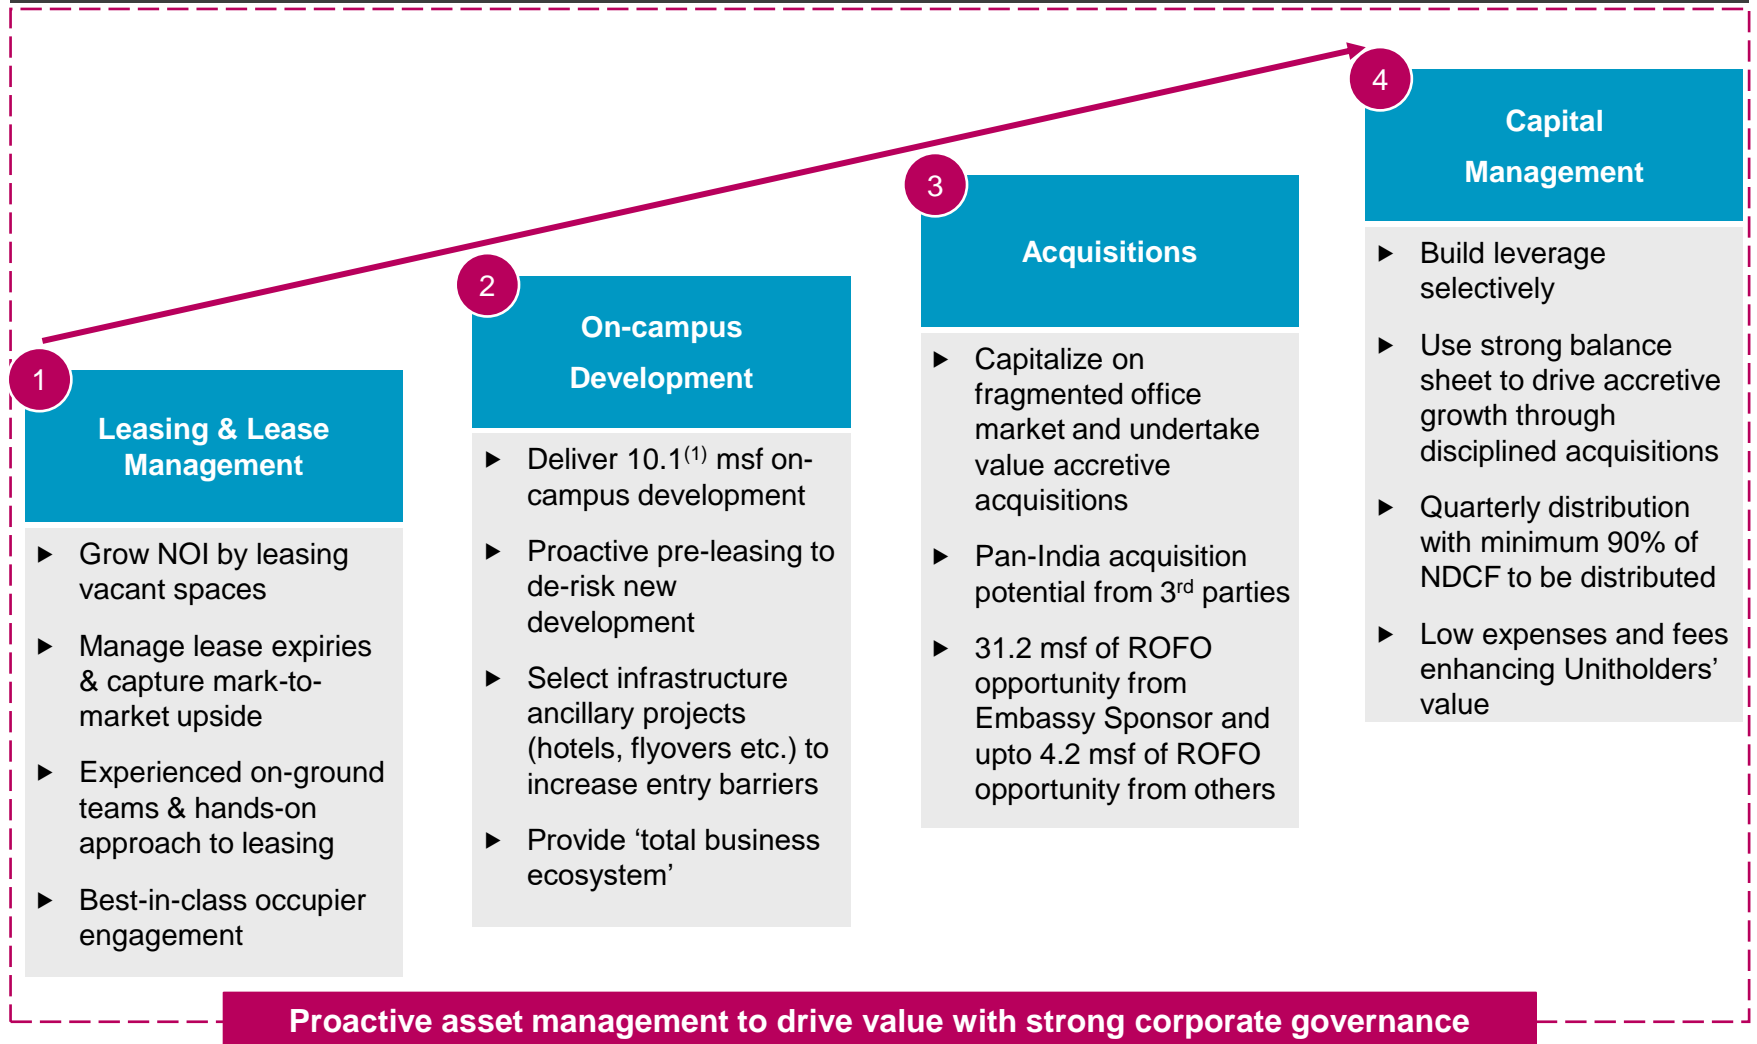 1
Leasing & Lease
Management
► Grow NOI by leasing
vacant spaces
► Manage lease expiries
& capture mark-to-
market upside
► Experienced on-ground
teams & hands-on
approach to leasing
► Best-in-class occupier
engagement
2
On-campus
Development
► Deliver 10.1(1) msf on-
campus development
► Proactive pre-leasing to
de-risk new
development
► Select infrastructure
ancillary projects
(hotels, flyovers etc.) to
increase entry barriers
► Provide ‘total business
ecosystem’
3
Acquisitions
► Capitalize on
fragmented office
market and undertake
value accretive
acquisitions
► Pan-India acquisition
potential from 3rd parties
► 31.2 msf of ROFO
opportunity from
Embassy Sponsor and
upto 4.2 msf of ROFO
opportunity from others
4
Capital
Management
► Build leverage
selectively
► Use strong balance
sheet to drive accretive
growth through
disciplined acquisitions
► Quarterly distribution
with minimum 90% of
NDCF to be distributed
► Low expenses and fees
enhancing Unitholders’
value
Proactive asset management to drive value with strong corporate governance